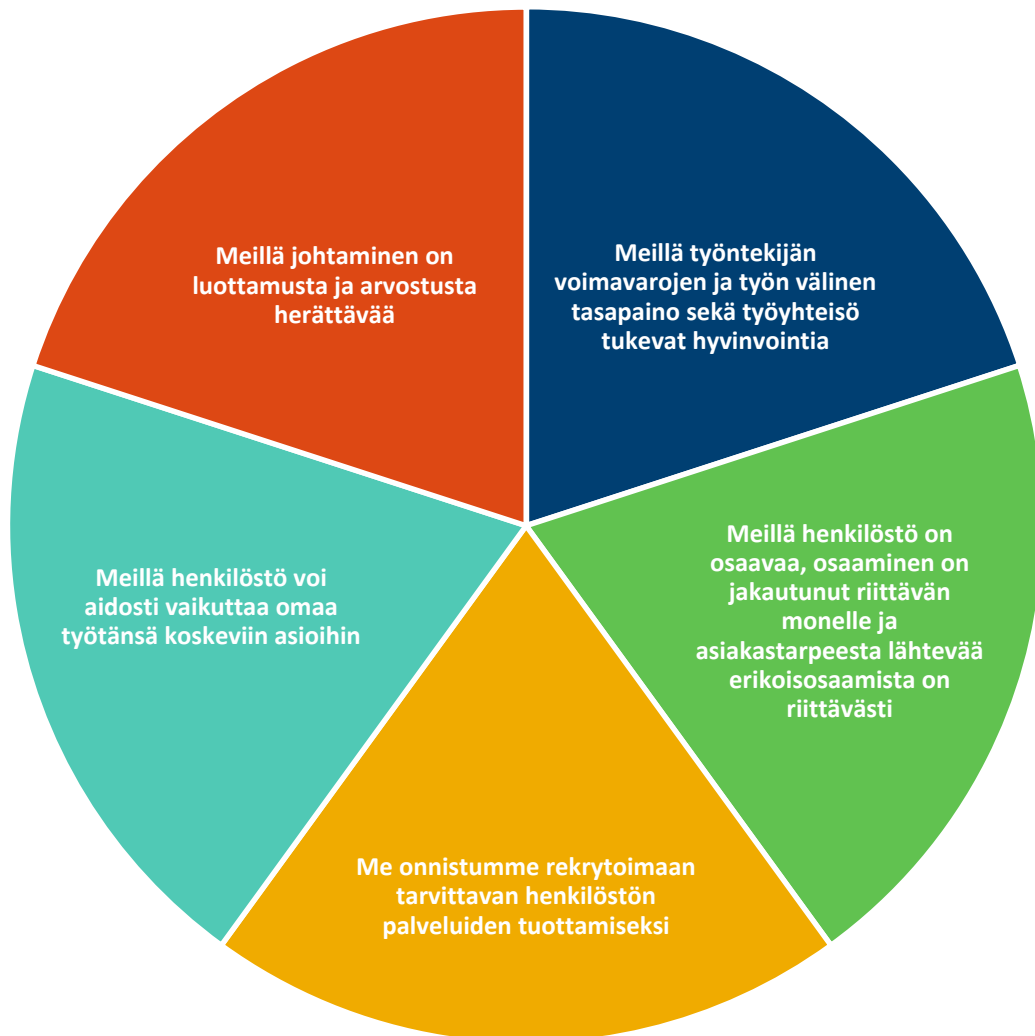 Meillä johtaminen on
luottamusta ja arvostusta
herättävää
Meillä työntekijän
voimavarojen ja työn välinen
tasapaino sekä työyhteisö
tukevat hyvinvointia
Meillä henkilöstö on
osaavaa, osaaminen on
jakautunut riittävän
monelle ja
asiakastarpeesta lähtevää
erikoisosaamista on
riittävästi
Meillä henkilöstö voi
aidosti vaikuttaa omaa
työtänsä koskeviin asioihin
Me onnistumme rekrytoimaan
tarvittavan henkilöstön
palveluiden tuottamiseksi